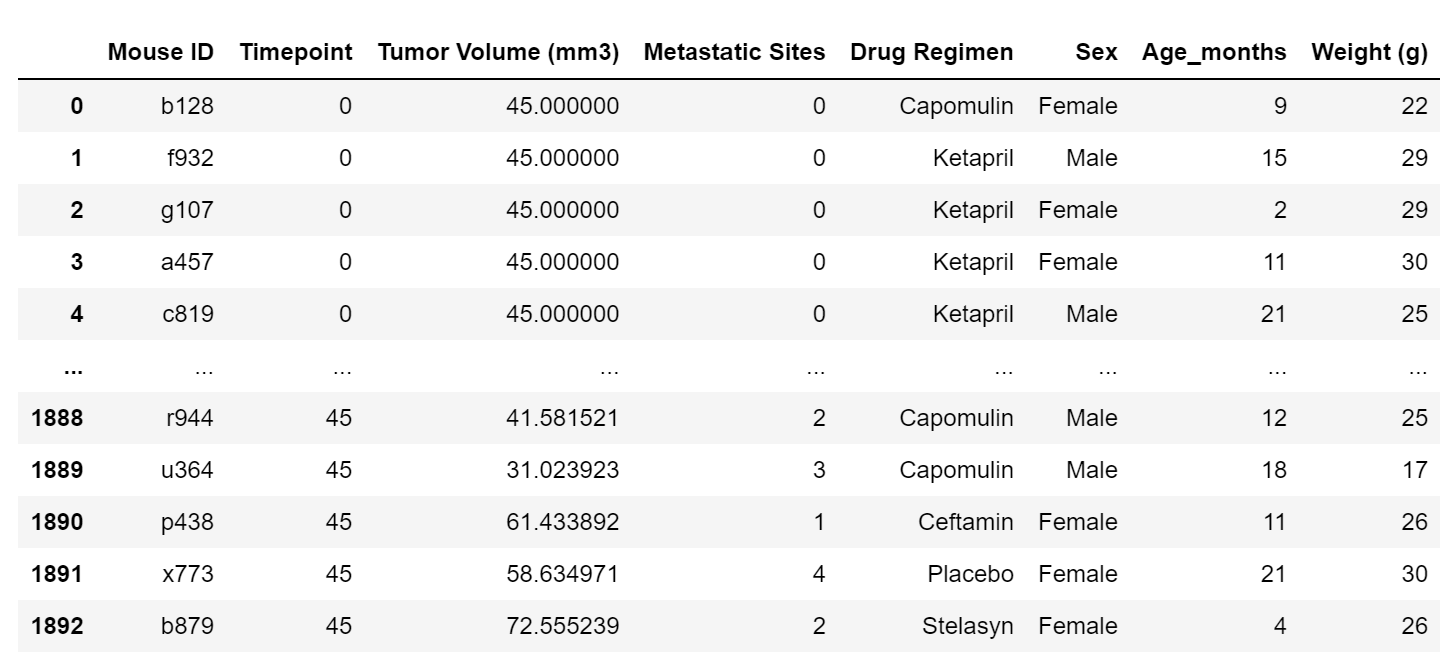 Mouse ID Timepoint Tumor Volume (mm3) Metastatic Sites Drug Regimen Sex Age_months Weight (g)
0 b128 0 45.000000 0 Capomulin Female 9 22
1 f932 0 45.000000 0 Ketapril Male 15 29
2 g107 0 45.000000 0 Ketapril Female 2 29
3 a457 0 45.000000 0 Ketapril Female 11 30
4 c819 0 45.000000 0 Ketapril Male 21 25
... ... ... ... ... ... ... ... ...
1888 r944 45 41.581521 2 Capomulin Male 12 25
1889 u364 45 31.023923 3 Capomulin Male 18 17
1890 p438 45 61.433892 1 Ceftamin Female 11 26
1891 x773 45 58.634971 4 Placebo Female 21 30
1892 b879 45 72.555239 2 Stelasyn Female 4 26